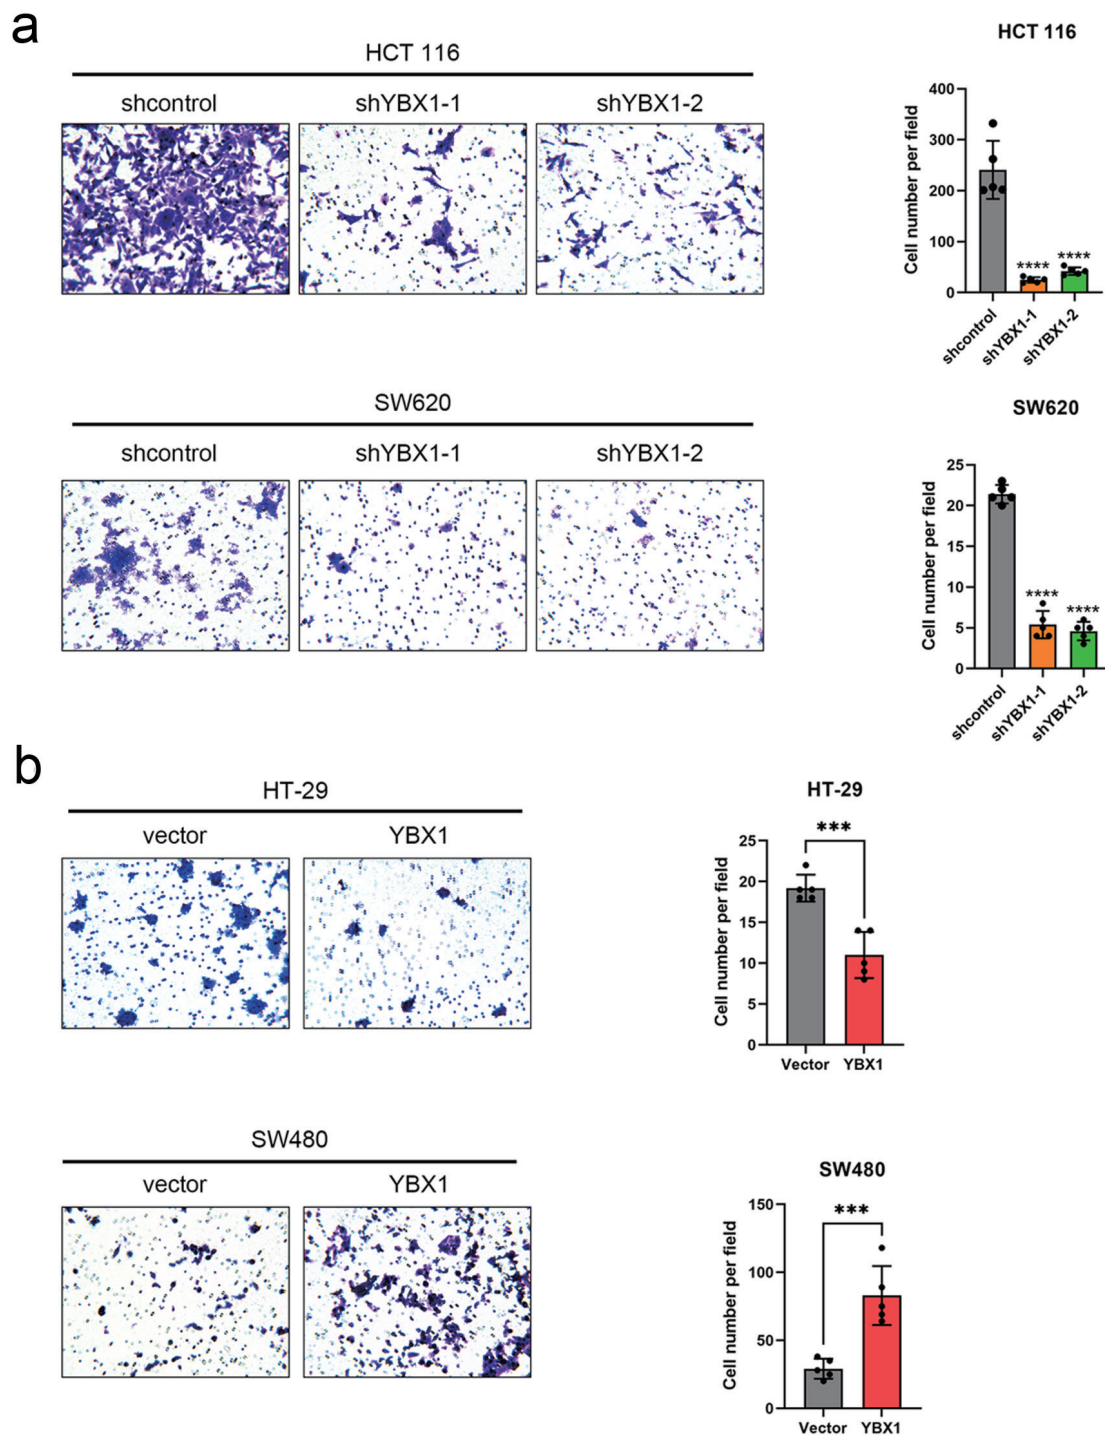 a
HCT 116
shcontrol shYBX1-1 shYBX1-2
HCT 116
Cell number per field
400
300
200
100
0
****
****
shcontrol
shYBX1-1
shYBX1-2
SW620
shcontrol shYBX1-1 shYBX1-2
SW620
Cell number per field
25
20
15
10
5
0
****
****
shcontrol
shYBX1-1
shYBX1-2
b
HT-29
vector YBX1
HT-29
Cell number per field
25
20
15
10
5
0
***
Vector YBX1
SW480
vector YBX1
SW480
Cell number per field
150
100
50
0
***
Vector YBX1